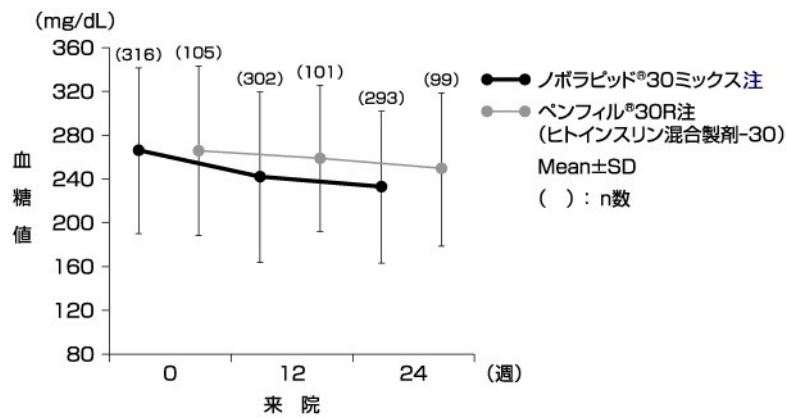 (mg/dL)
360
320
280
240
200
160
120
80
血糖値
(316)
(105)
(302)
(101)
(293)
(99)
0
12
24
(週)
来 院
ノボラピッド®30ミックス注
ペンフィル®30R注
(ヒトインスリン混合製剤-30)
Mean±SD
( ) : n数